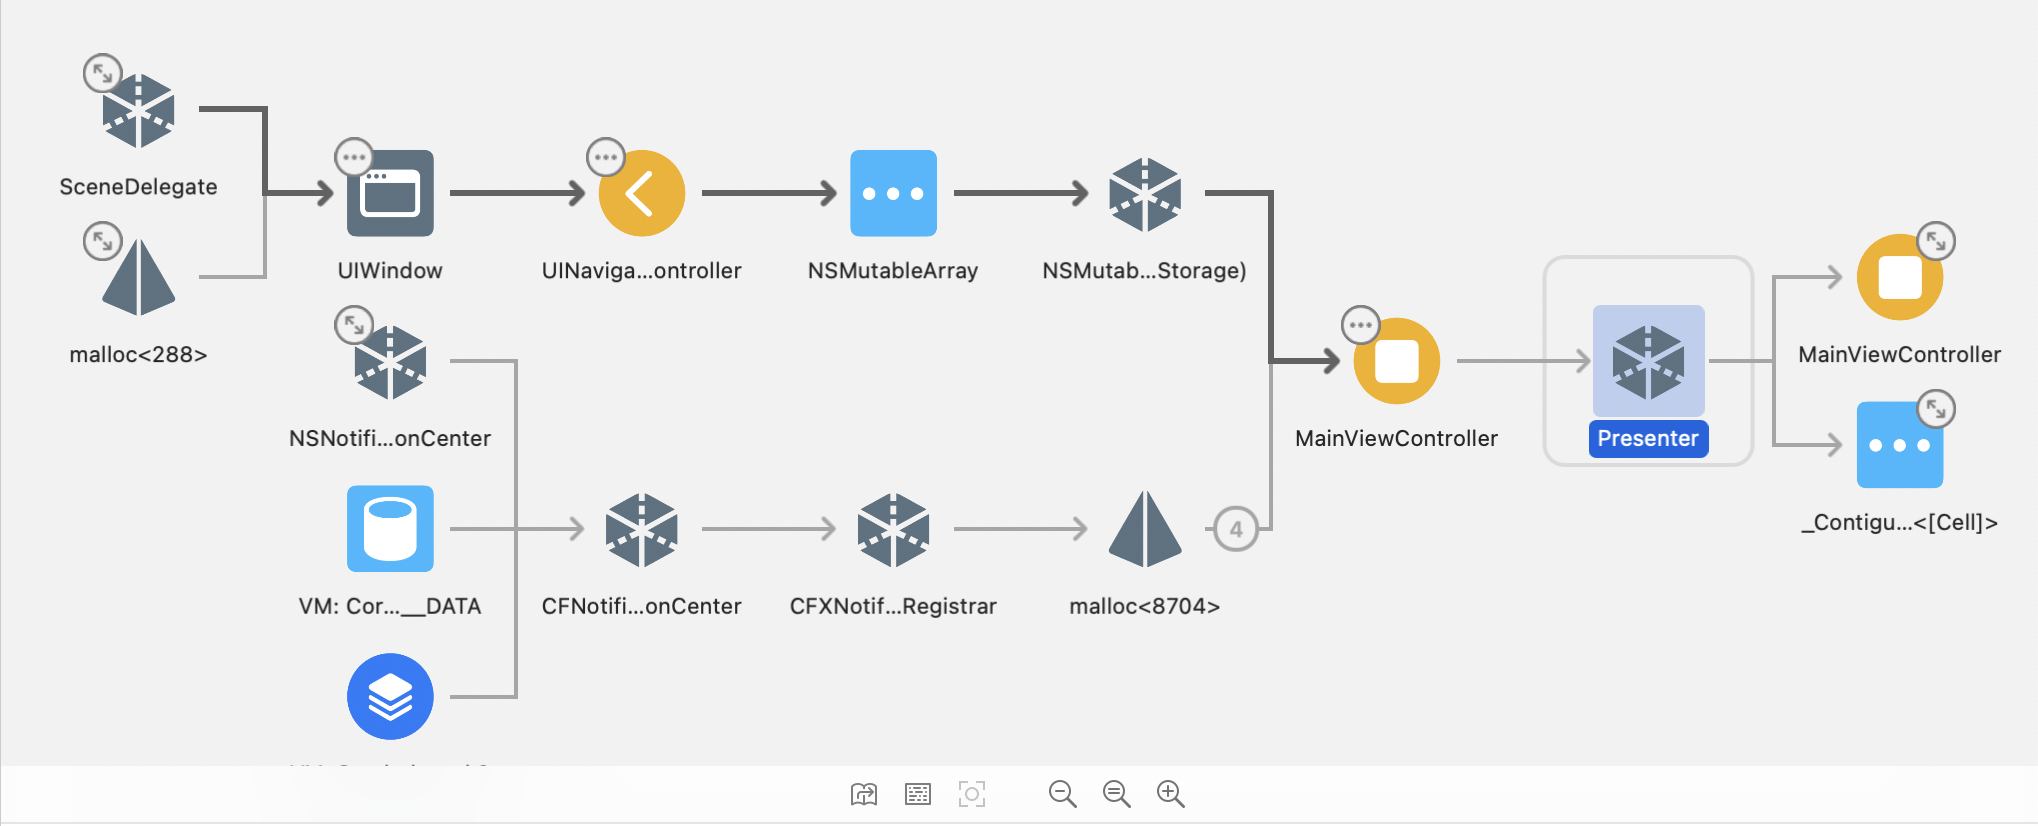 SceneDelegate
malloc<288>
UIWindow
UINaviga...ontroller
NSMutableArray
NSMutab...Storage)
NSNotifi...onCenter
MainViewController
Presenter
MainViewController
_Contigu...<[Cell]>
VM: Cor...__DATA
CFNotifi...onCenter
CFXNotif...Registrar
malloc<8704>
4